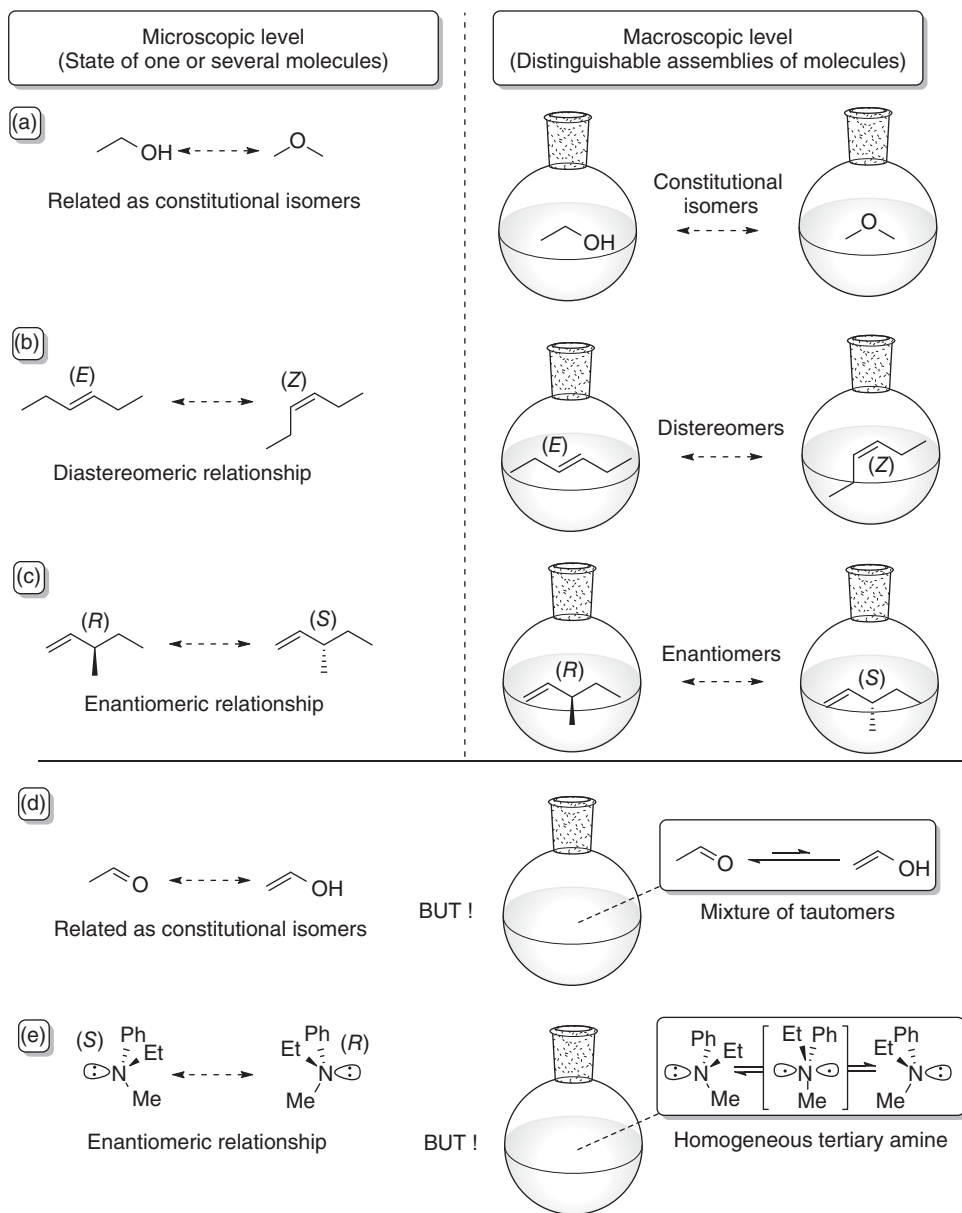 Microscopic level
(State of one or several molecules)
Macroscopic level
(Distinguishable assemblies of molecules)
(a)
OH
O
Related as constitutional isomers
OH
Constitutional
isomers
O
(b)
(E)
(Z)
Diastereomeric relationship
(E)
Distereomers
(Z)
(c)
(R)
(S)
Enantiomeric relationship
(R)
Enantiomers
(S)
(d)
O
OH
Related as constitutional isomers
BUT !
O
OH
Mixture of tautomers
(e)
(S)
Ph
Et
N
Me
Ph
Et
(R)
N
Me
Enantiomeric relationship
BUT !
Ph
Et
N
Me
Et Ph
N
Me
Ph
Et
N
Me
Homogeneous tertiary amine